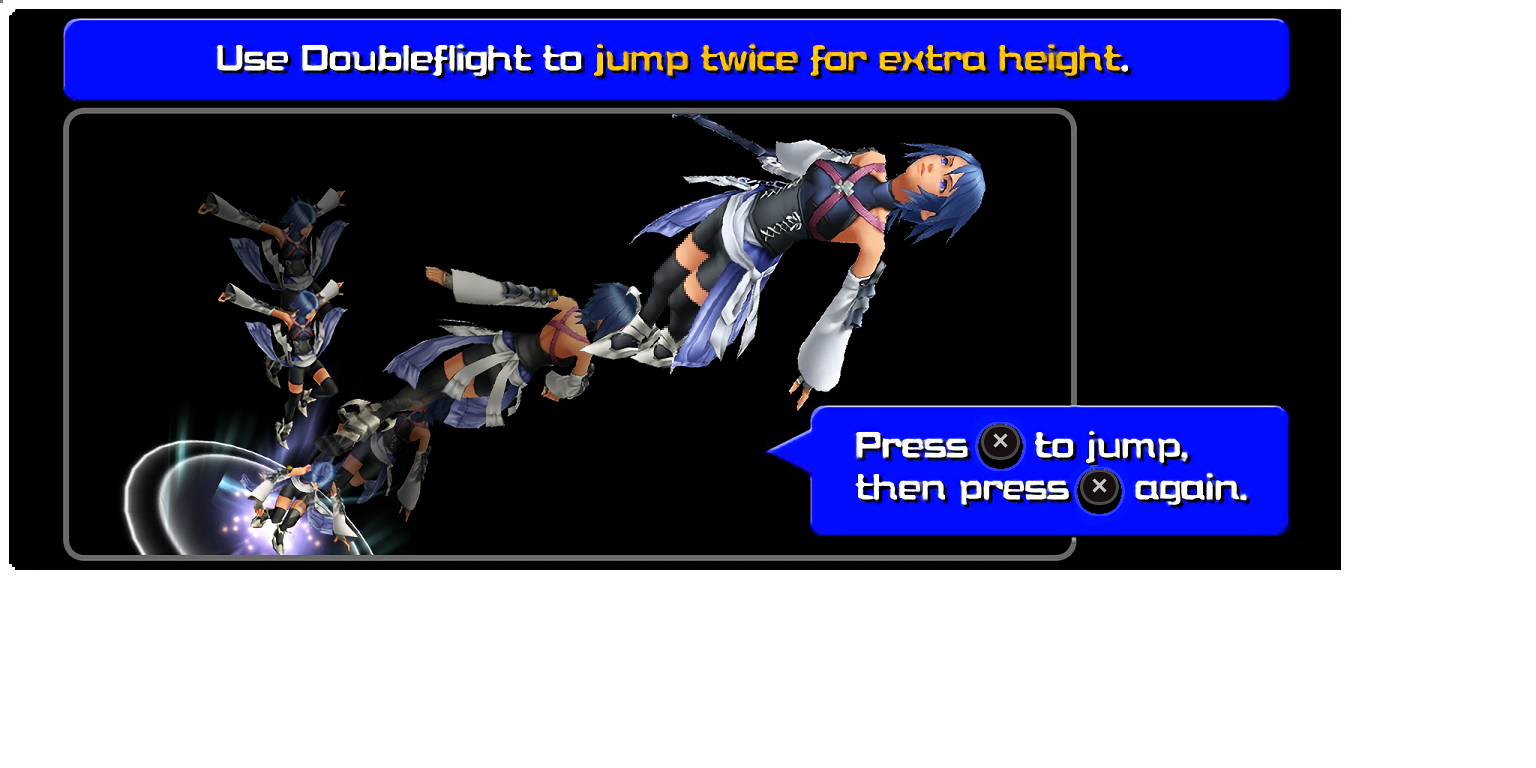 Use Doubleflight to jump twice for extra height.
Press ✕ to jump,
then press ✕ again.